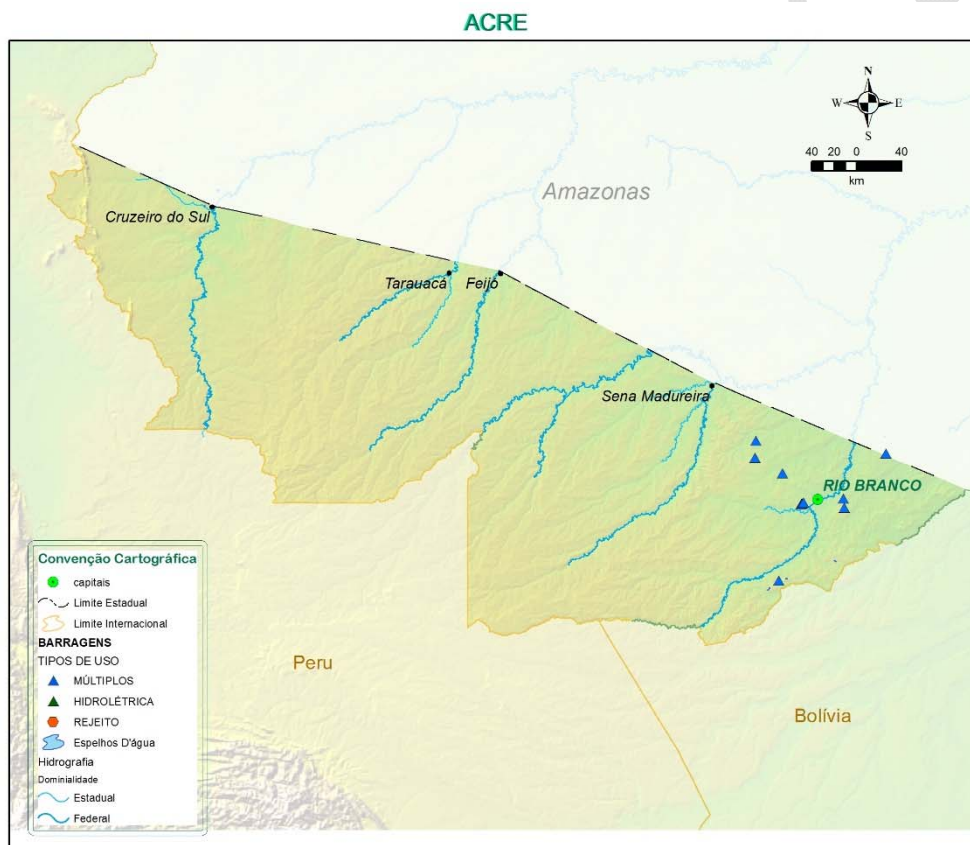 ACRE
N
W E
S
40 20 0 40
km
Amazonas
Cruzeiro do Sul
Tarauacá
Feijó
Sena Madureira
RIO BRANCO
Peru
Bolívia
Convenção Cartográfica
capitais
Limite Estadual
Limite Internacional
BARRAGENS
TIPOS DE USO
MÚLTIPLOS
HIDROLÉTRICA
REJEITO
Espelhos D'água
Hidrografia
Dominialidade
Estadual
Federal